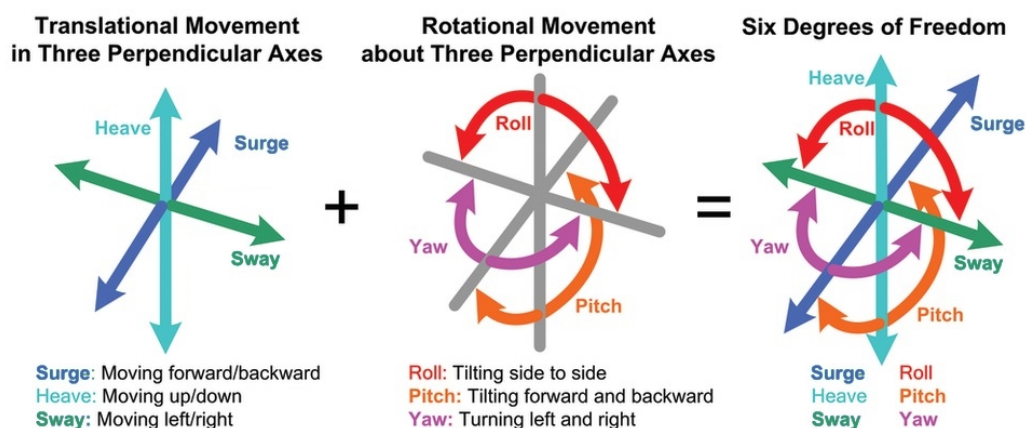 Translational Movement
in Three Perpendicular Axes
Heave
Surge
Sway
Surge: Moving forward/backward
Heave: Moving up/down
Sway: Moving left/right
+
Rotational Movement
about Three Perpendicular Axes
Roll
Yaw
Pitch
Roll: Tilting side to side
Pitch: Tilting forward and backward
Yaw: Turning left and right
=
Six Degrees of Freedom
Heave
Surge
Roll
Yaw
Sway
Pitch
Surge Roll
Heave Pitch
Sway Yaw